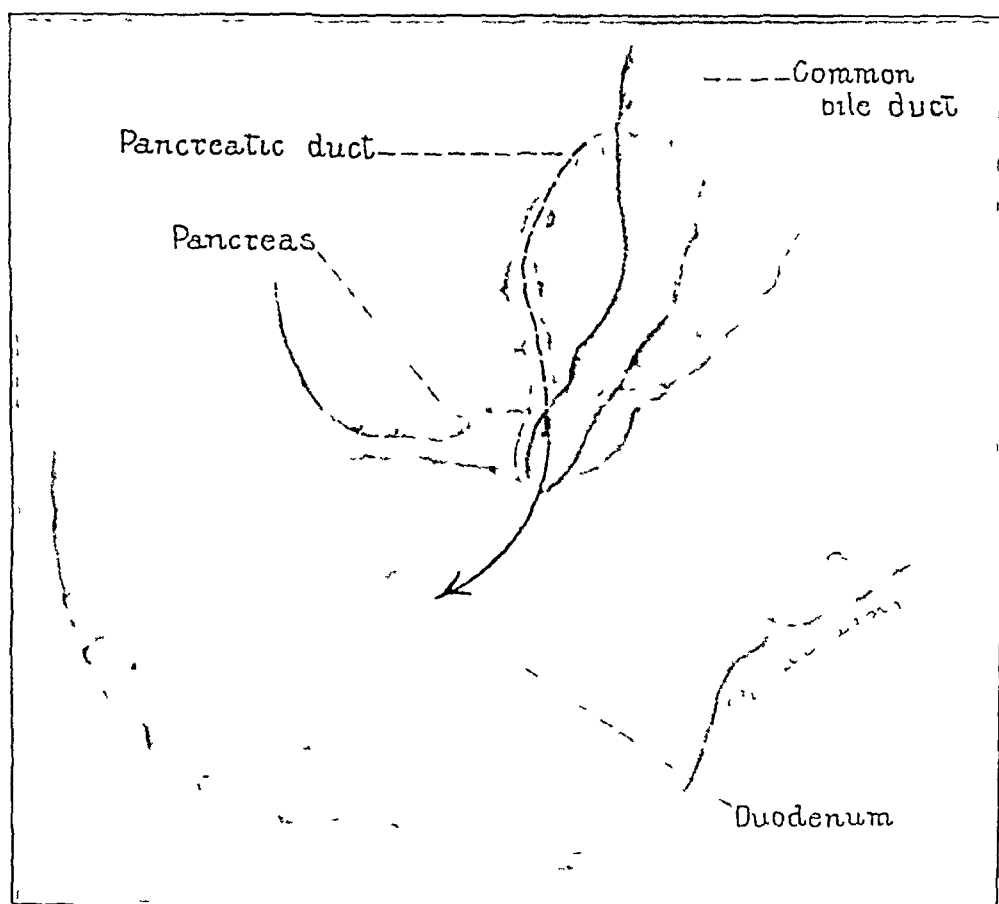 Common
bile duct
Pancreatic duct
Pancreas
Duodenum